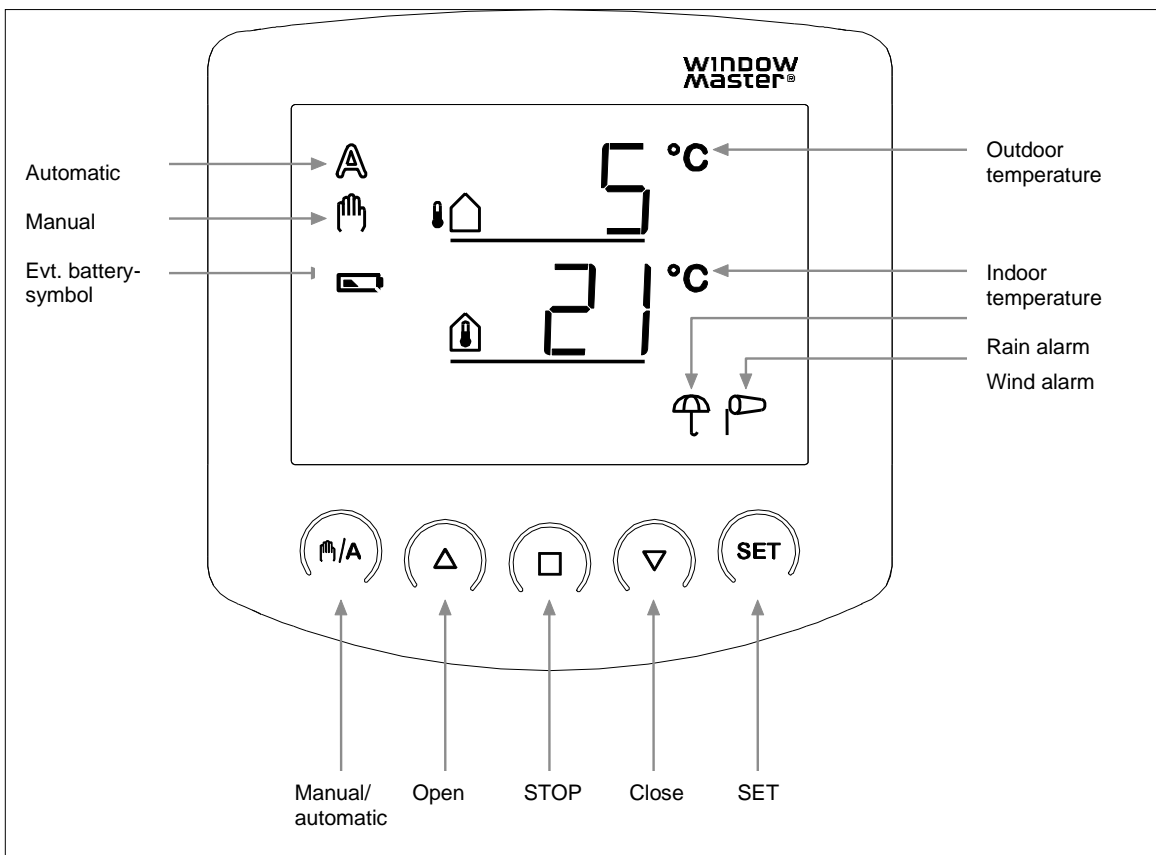 WINDOW
Master®
Automatic
Manual
Evt. battery-
symbol
A
5 °C
21 °C
Outdoor
temperature
Indoor
temperature
Rain alarm
Wind alarm
/A
SET
Manual/
automatic
Open
STOP
Close
SET